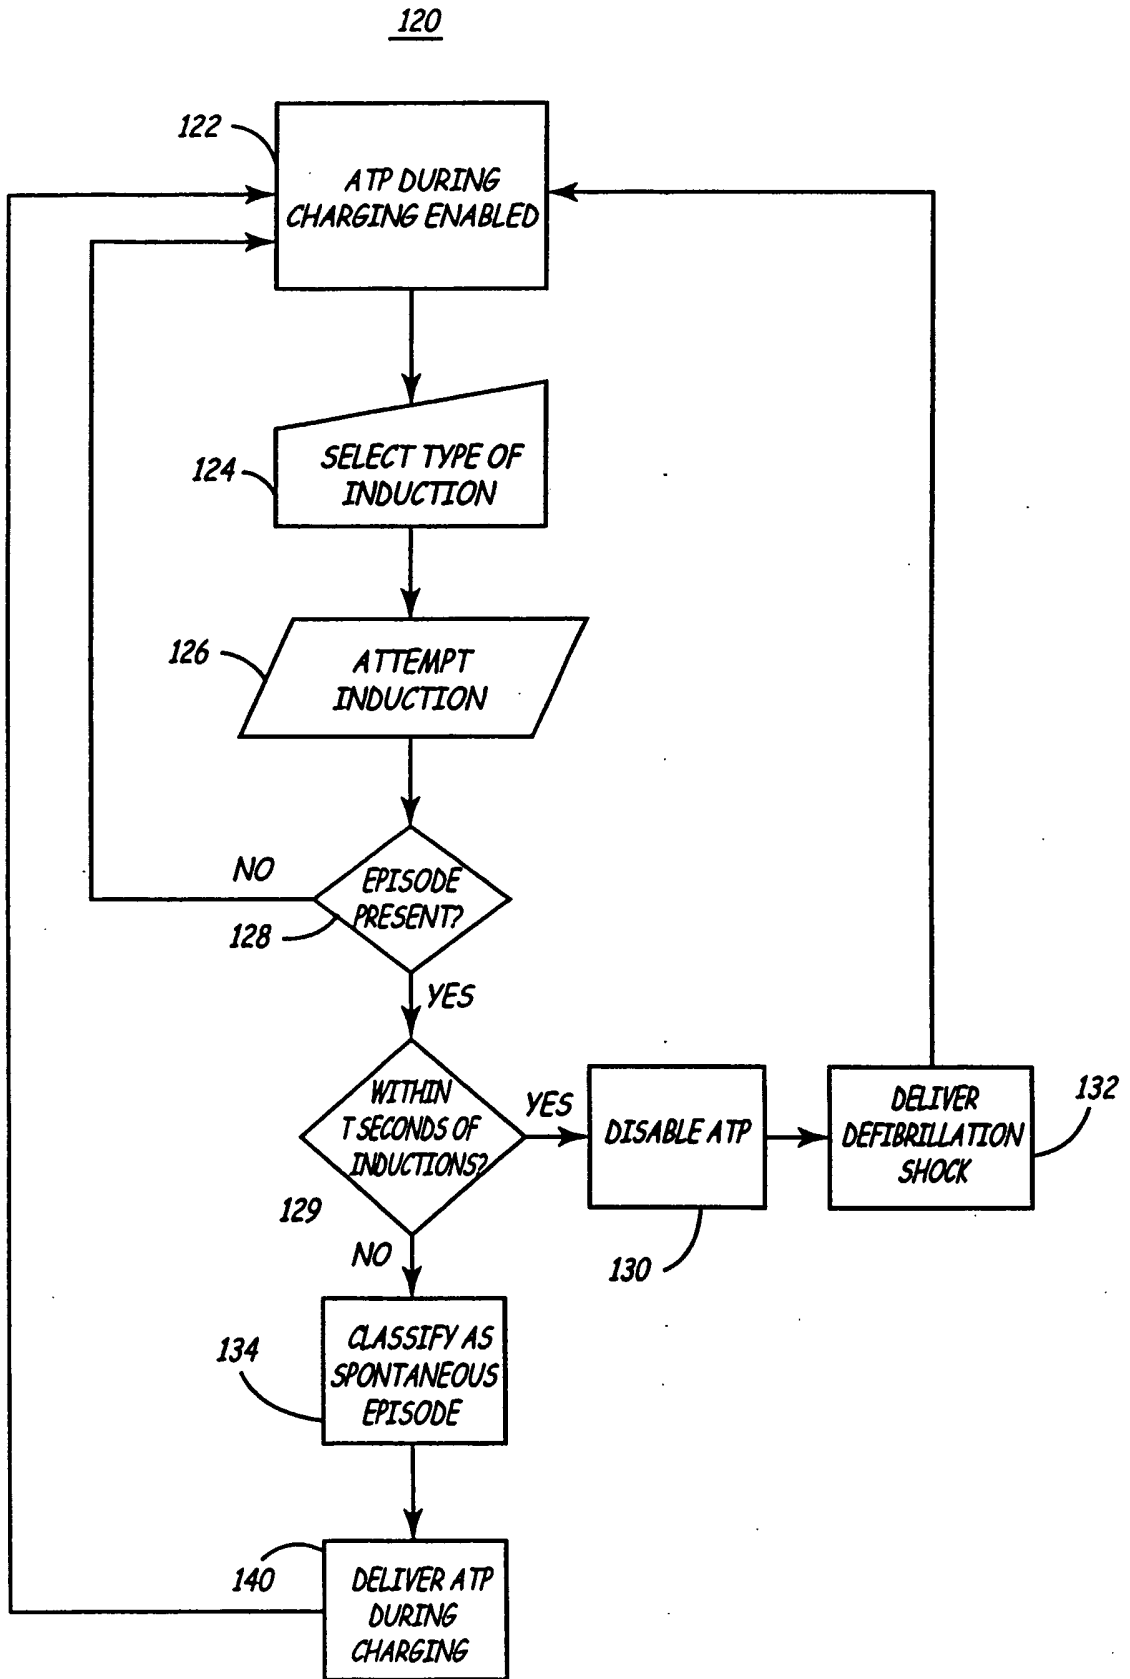 120
122
ATP DURING
CHARGING ENABLED
124
SELECT TYPE OF
INDUCTION
126
ATTEMPT
INDUCTION
NO
EPISODE
PRESENT?
128
YES
WITHIN
T SECONDS OF
INDUCTIONS?
129
YES
DISABLE ATP
130
DELIVER
DEFIBRILLATION
SHOCK
132
NO
134
CLASSIFY AS
SPONTANEOUS
EPISODE
140
DELIVER ATP
DURING
CHARGING